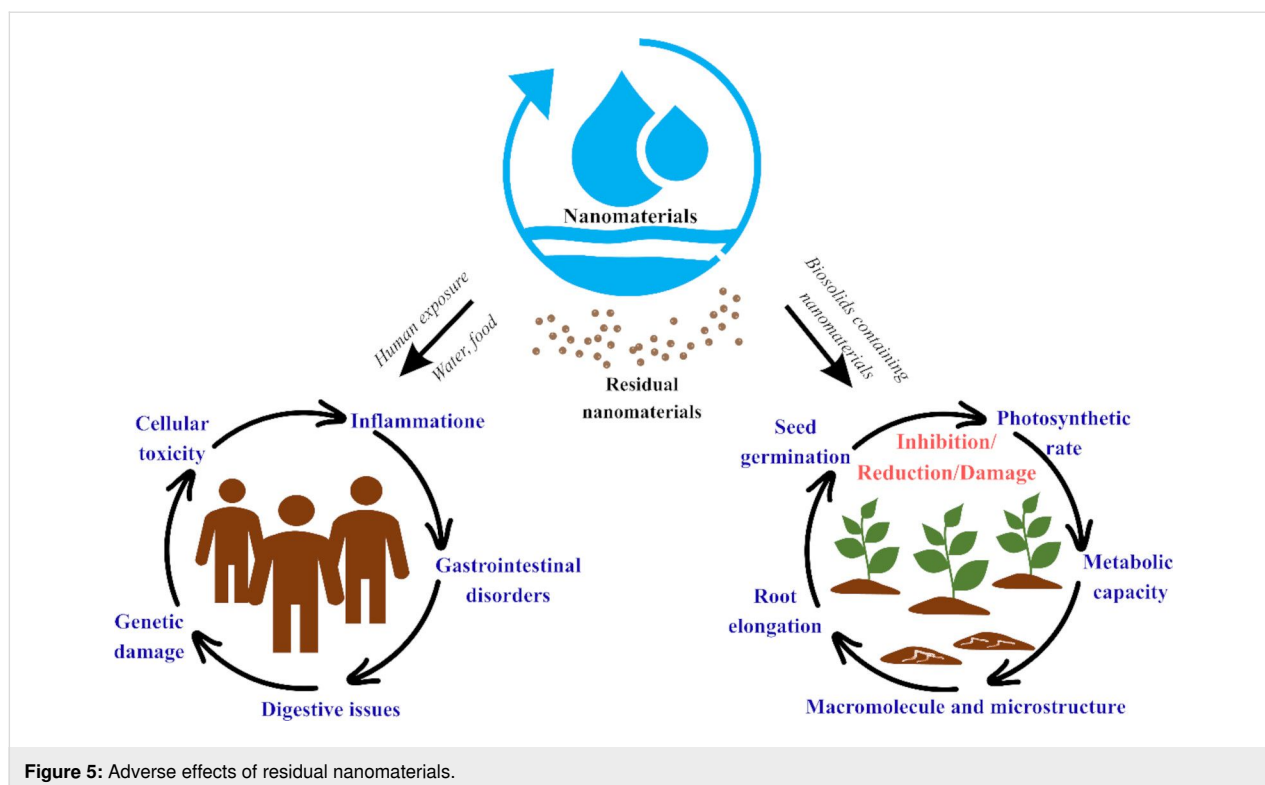 Nanomaterials
Human exposure
Water, food
Biosolids containing
nanomaterials
Residual
nanomaterials
Cellular
toxicity
Inflammatione
Gastrointestinal
disorders
Digestive issues
Genetic
damage
Seed
germination
Photosynthetic
rate
Inhibition/
Reduction/Damage
Metabolic
capacity
Macromolecule and microstructure
Root
elongation
Figure 5: Adverse effects of residual nanomaterials.